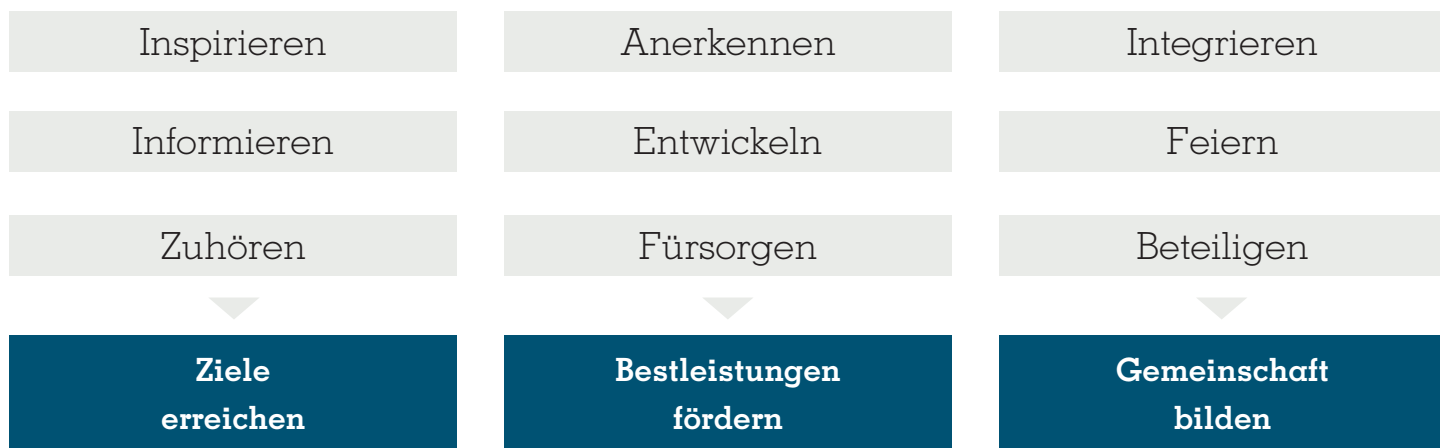 Inspirieren
Anerkennen
Integrieren
Informieren
Entwickeln
Feiern
Zuhören
Fürsorgen
Beteiligen
Ziele
erreichen
Bestleistungen
fördern
Gemeinschaft
bilden